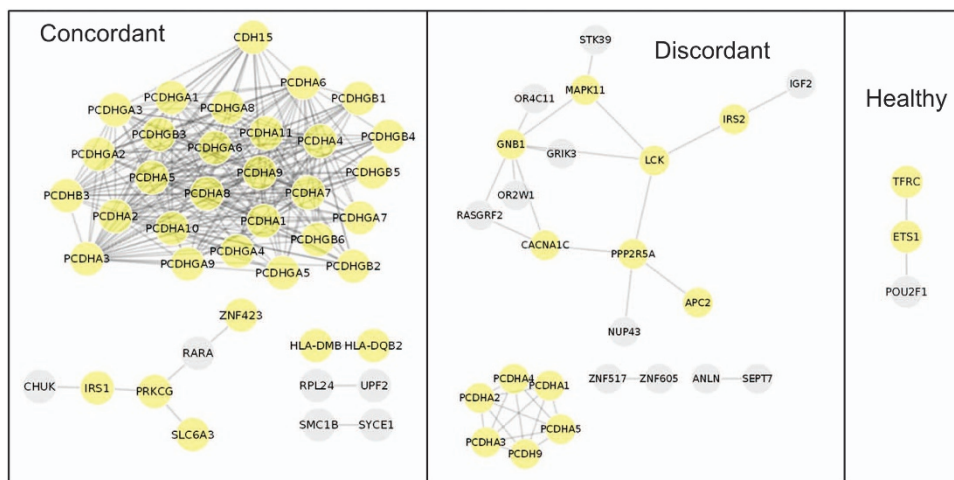 Concordant
CDH15
PCDHA6
PCDHGA1
PCDHGB1
PCDHGA3
PCDHGA8
PCDHGB3
PCDHA11
PCDHA4
PCDHGB4
PCDHGA2
PCDHGA6
PCDHA5
PCDHA9
PCDHGB5
PCDHB3
PCDHA8
PCDHA7
PCDHA2
PCDHA10
PCDHA1
PCDHGA7
PCDHGB6
PCDHGA4
PCDHA3
PCDHGA9
PCDHGA5
PCDHGB2
ZNF423
RARA
HLA-DMB HLA-DQB2
CHUK
IRS1
PRKCG
RPL24
UPF2
SMC1B
SYCE1
SLC6A3
Discordant
STK39
MAPK11
OR4C11
IGF2
IRS2
GNB1
GRIK3
LCK
OR2W1
RASGRF2
CACNA1C
PPP2R5A
APC2
NUP43
PCDHA4
PCDHA1
PCDHA2
PCDHA5
PCDHA3
PCDH9
ZNF517
ZNF605
ANLN
SEPT7
Healthy
TFRC
ETS1
POU2F1